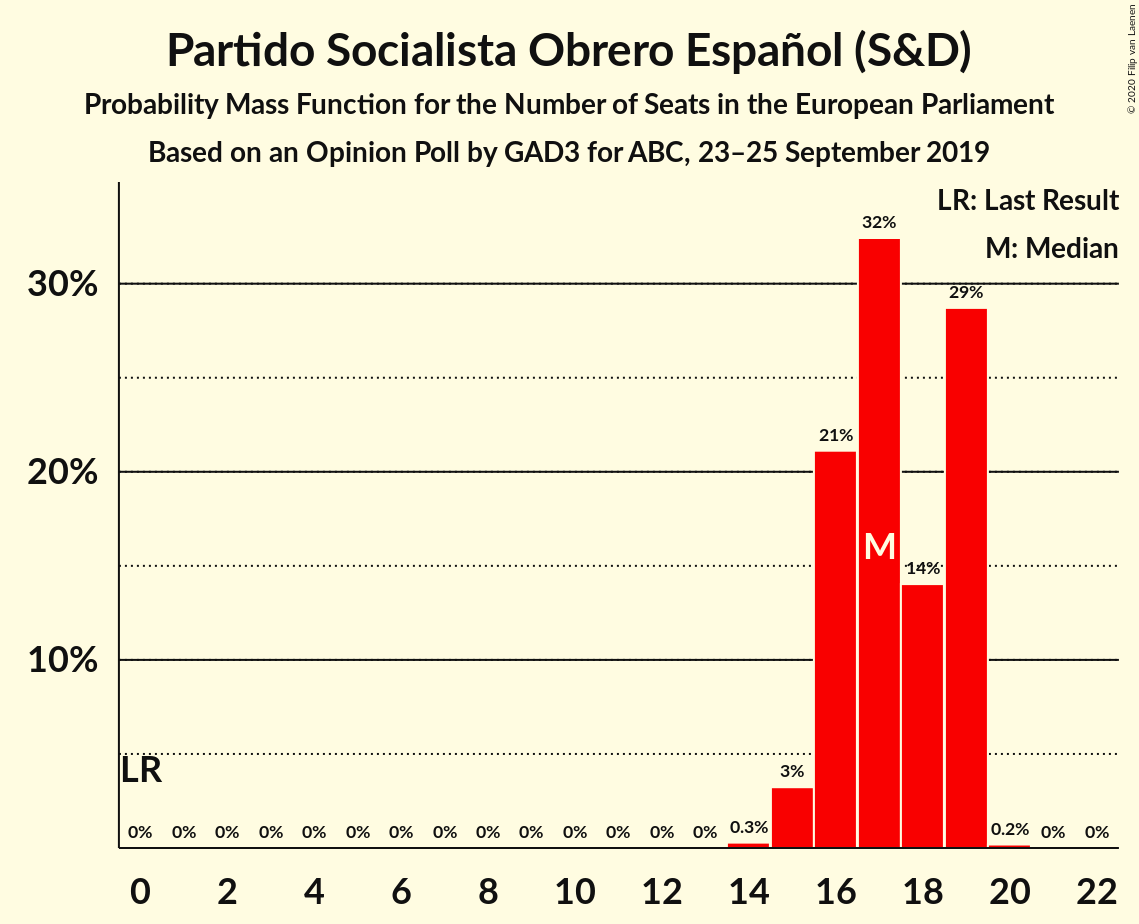 Partido Socialista Obrero Español (S&D)
Probability Mass Function for the Number of Seats in the European Parliament
Based on an Opinion Poll by GAD3 for ABC, 23–25 September 2019
© 2020 Filip van Laenen
LR: Last Result
M: Median
30%
20%
10%
32%
29%
21%
M
14%
LR
3%
0% 0% 0% 0% 0% 0% 0% 0% 0% 0% 0% 0% 0% 0% 0.3% 0.2% 0% 0%
0 2 4 6 8 10 12 14 16 18 20 22